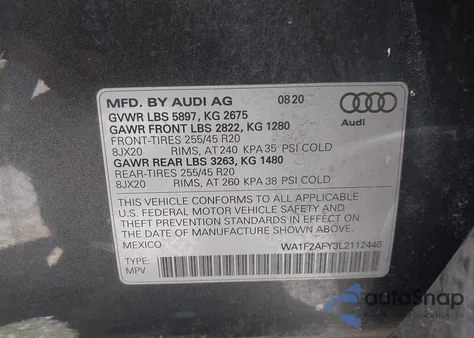 MFD. BY AUDI AG 08 20
GVWR LBS 5897, KG 2675
GAWR FRONT LBS 2822, KG 1280
FRONT-TIRES 255/45 R20
8JX20 RIMS, AT 240 KPA 35 PSI COLD
GAWR REAR LBS 3263, KG 1480
REAR-TIRES 255/45 R20
8JX20 RIMS, AT 260 KPA 38 PSI COLD
Audi
THIS VEHICLE CONFORMS TO ALL APPLICABLE
U.S. FEDERAL MOTOR VEHICLE SAFETY AND
THEFT PREVENTION STANDARDS IN EFFECT ON
THE DATE OF MANUFACTURE SHOWN ABOVE.
MEXICO WA1F2AFY3L2112446
TYPE:
MPV
autoSnap